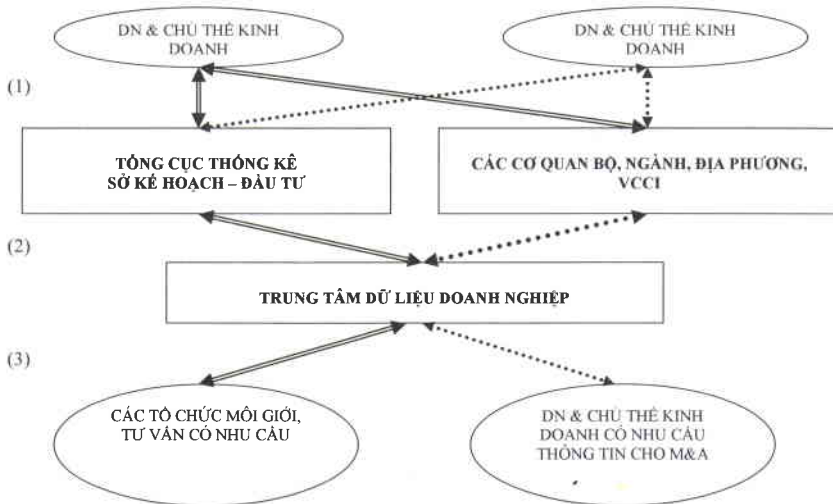 DN & CHỦ THỂ KINH
DOANH
DN & CHỦ THỂ KINH
DOANH
(1)
TỔNG CỤC THỐNG KÊ
SỞ KẾ HOẠCH – ĐẦU TƯ
CÁC CƠ QUAN BỘ, NGÀNH, ĐỊA PHƯƠNG,
VCCI
(2)
TRUNG TÂM DỮ LIỆU DOANH NGHIỆP
(3)
CÁC TỔ CHỨC MÔI GIỚI,
TƯ VẤN CÓ NHU CẦU
DN & CHỦ THỂ KINH
DOANH CÓ NHU CẦU
THÔNG TIN CHO M&A